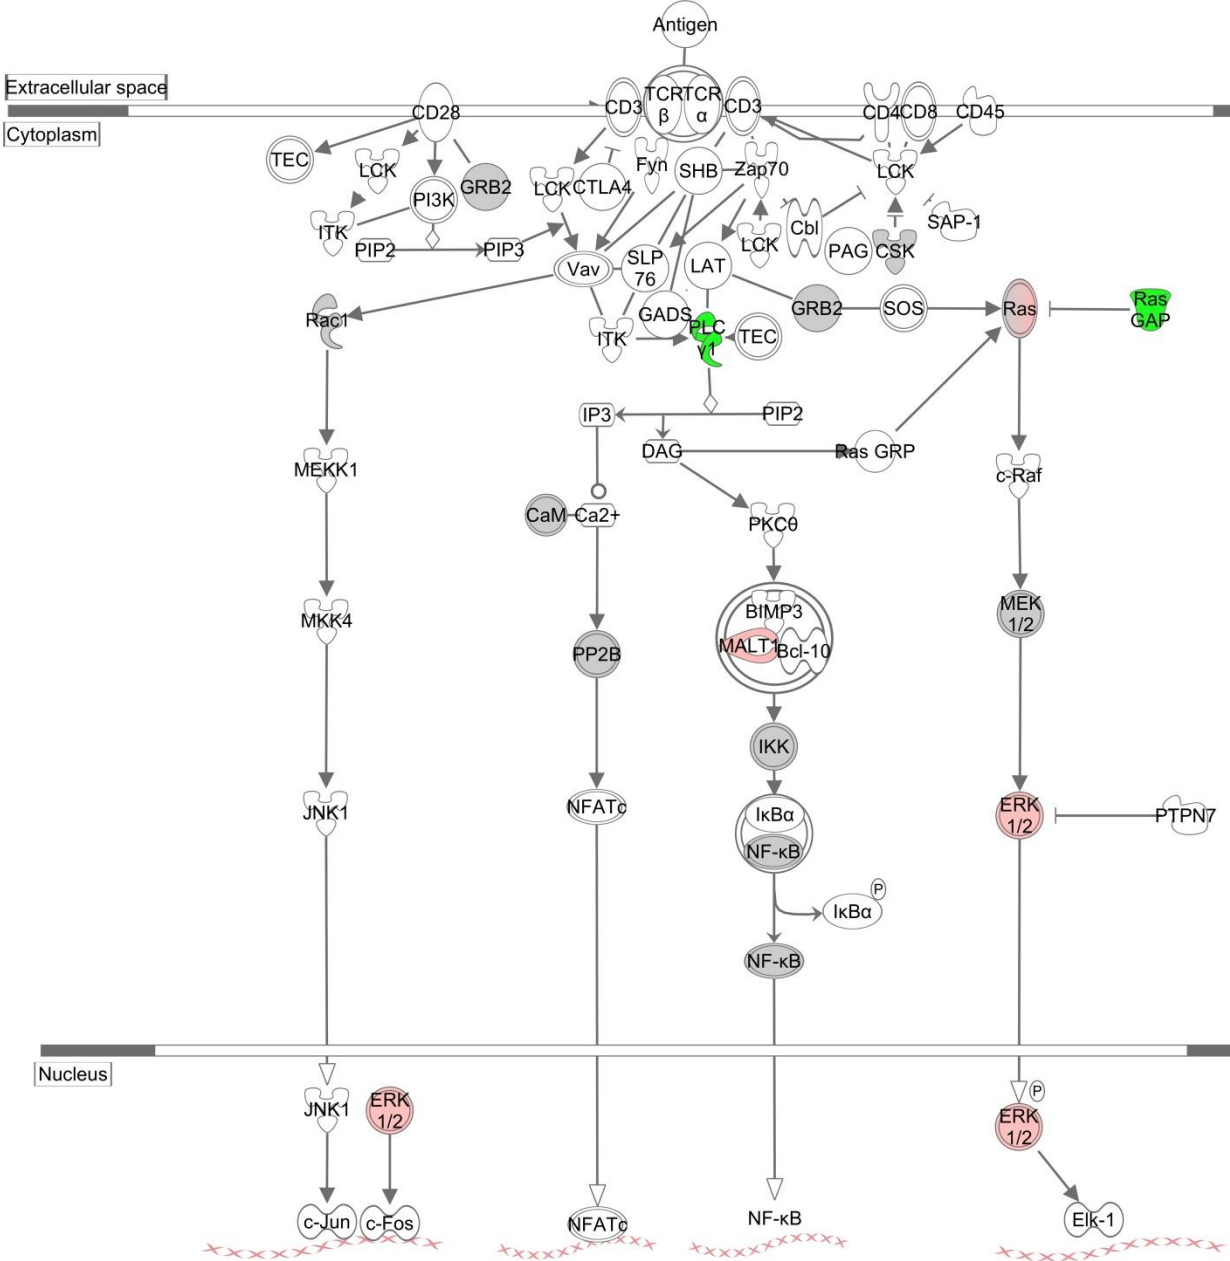 Antigen
Extracellular space
CD28
CD3
TCR
β
TCR
α
CD3
CD4
CD8
CD45
Cytoplasm
TEC
LCK
PI3K
GRB2
LCK
CTLA4
Fyn
SHB
Zap70
LCK
ITK
PIP2
PIP3
Vav
SLP
76
LAT
LCK
Cbl
PAG
CSK
SAP-1
Rac1
ITK
GADS
PLC
γ1
TEC
GRB2
SOS
Ras
Ras
GAP
IP3
PIP2
DAG
Ras GRP
MEKK1
c-Raf
CaM
Ca2+
PKCθ
MKK4
PP2B
BIMP3
MALT1
Bcl-10
MEK
1/2
IKK
JNK1
NFATc
IκBα
NF-κB
ERK
1/2
PTPN7
P
IκBα
NF-κB
Nucleus
JNK1
ERK
1/2
P
ERK
1/2
c-Jun
c-Fos
NFATc
NF-κB
Elk-1